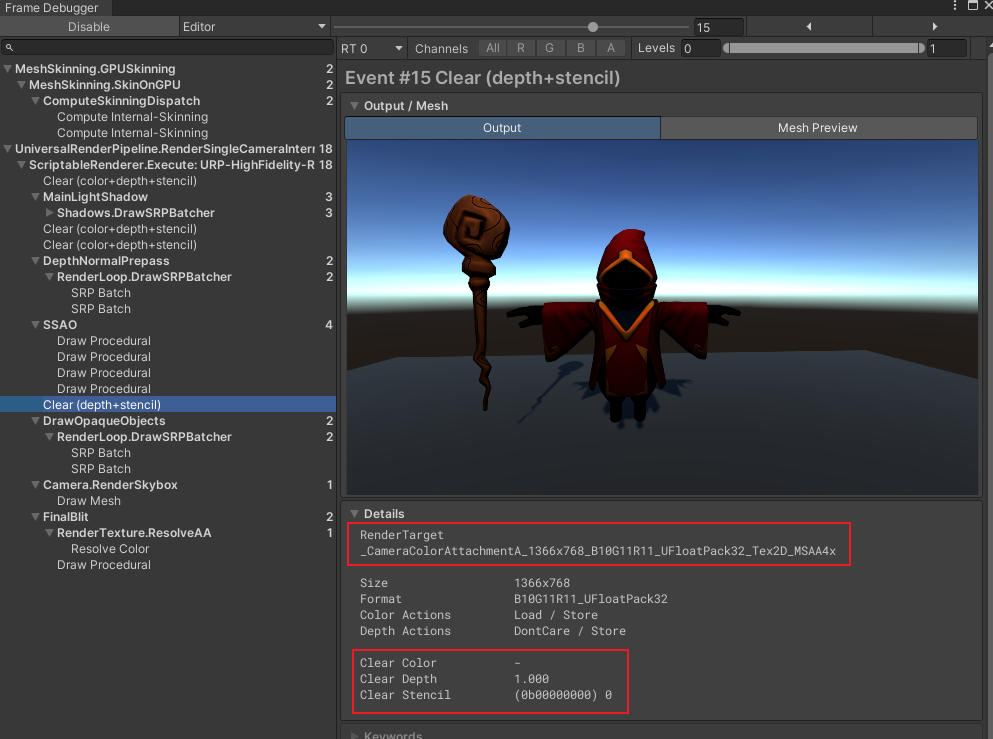 Frame Debugger
Disable
Editor
15
RT 0
Channels
All
R
G
B
A
Levels
0
1
MeshSkinning.GPUSkinning 2
MeshSkinning.SkinOnGPU 2
ComputeSkinningDispatch 2
Compute Internal-Skinning
Compute Internal-Skinning
UniversalRenderPipeline.RenderSingleCameraInterr 18
ScriptableRenderer.Execute: URP-HighFidelity-R 18
Clear (color+depth+stencil)
MainLightShadow 3
Shadows.DrawSRPBatcher 3
Clear (color+depth+stencil)
Clear (color+depth+stencil)
DepthNormalPrepass 2
RenderLoop.DrawSRPBatcher 2
SRP Batch
SRP Batch
SSAO 4
Draw Procedural
Draw Procedural
Draw Procedural
Draw Procedural
Clear (depth+stencil)
DrawOpaqueObjects 2
RenderLoop.DrawSRPBatcher 2
SRP Batch
SRP Batch
Camera.RenderSkybox 1
Draw Mesh
FinalBlit 2
RenderTexture.ResolveAA 1
Resolve Color
Draw Procedural
Event #15 Clear (depth+stencil)
Output / Mesh
Output
Mesh Preview
Details
RenderTarget
_CameraColorAttachmentA_1366x768_B10G11R11_UFloatPack32_Tex2D_MSAA4x
Size 1366x768
Format B10G11R11_UFloatPack32
Color Actions Load / Store
Depth Actions DontCare / Store
Clear Color -
Clear Depth 1.000
Clear Stencil (0b00000000) 0
Keywords